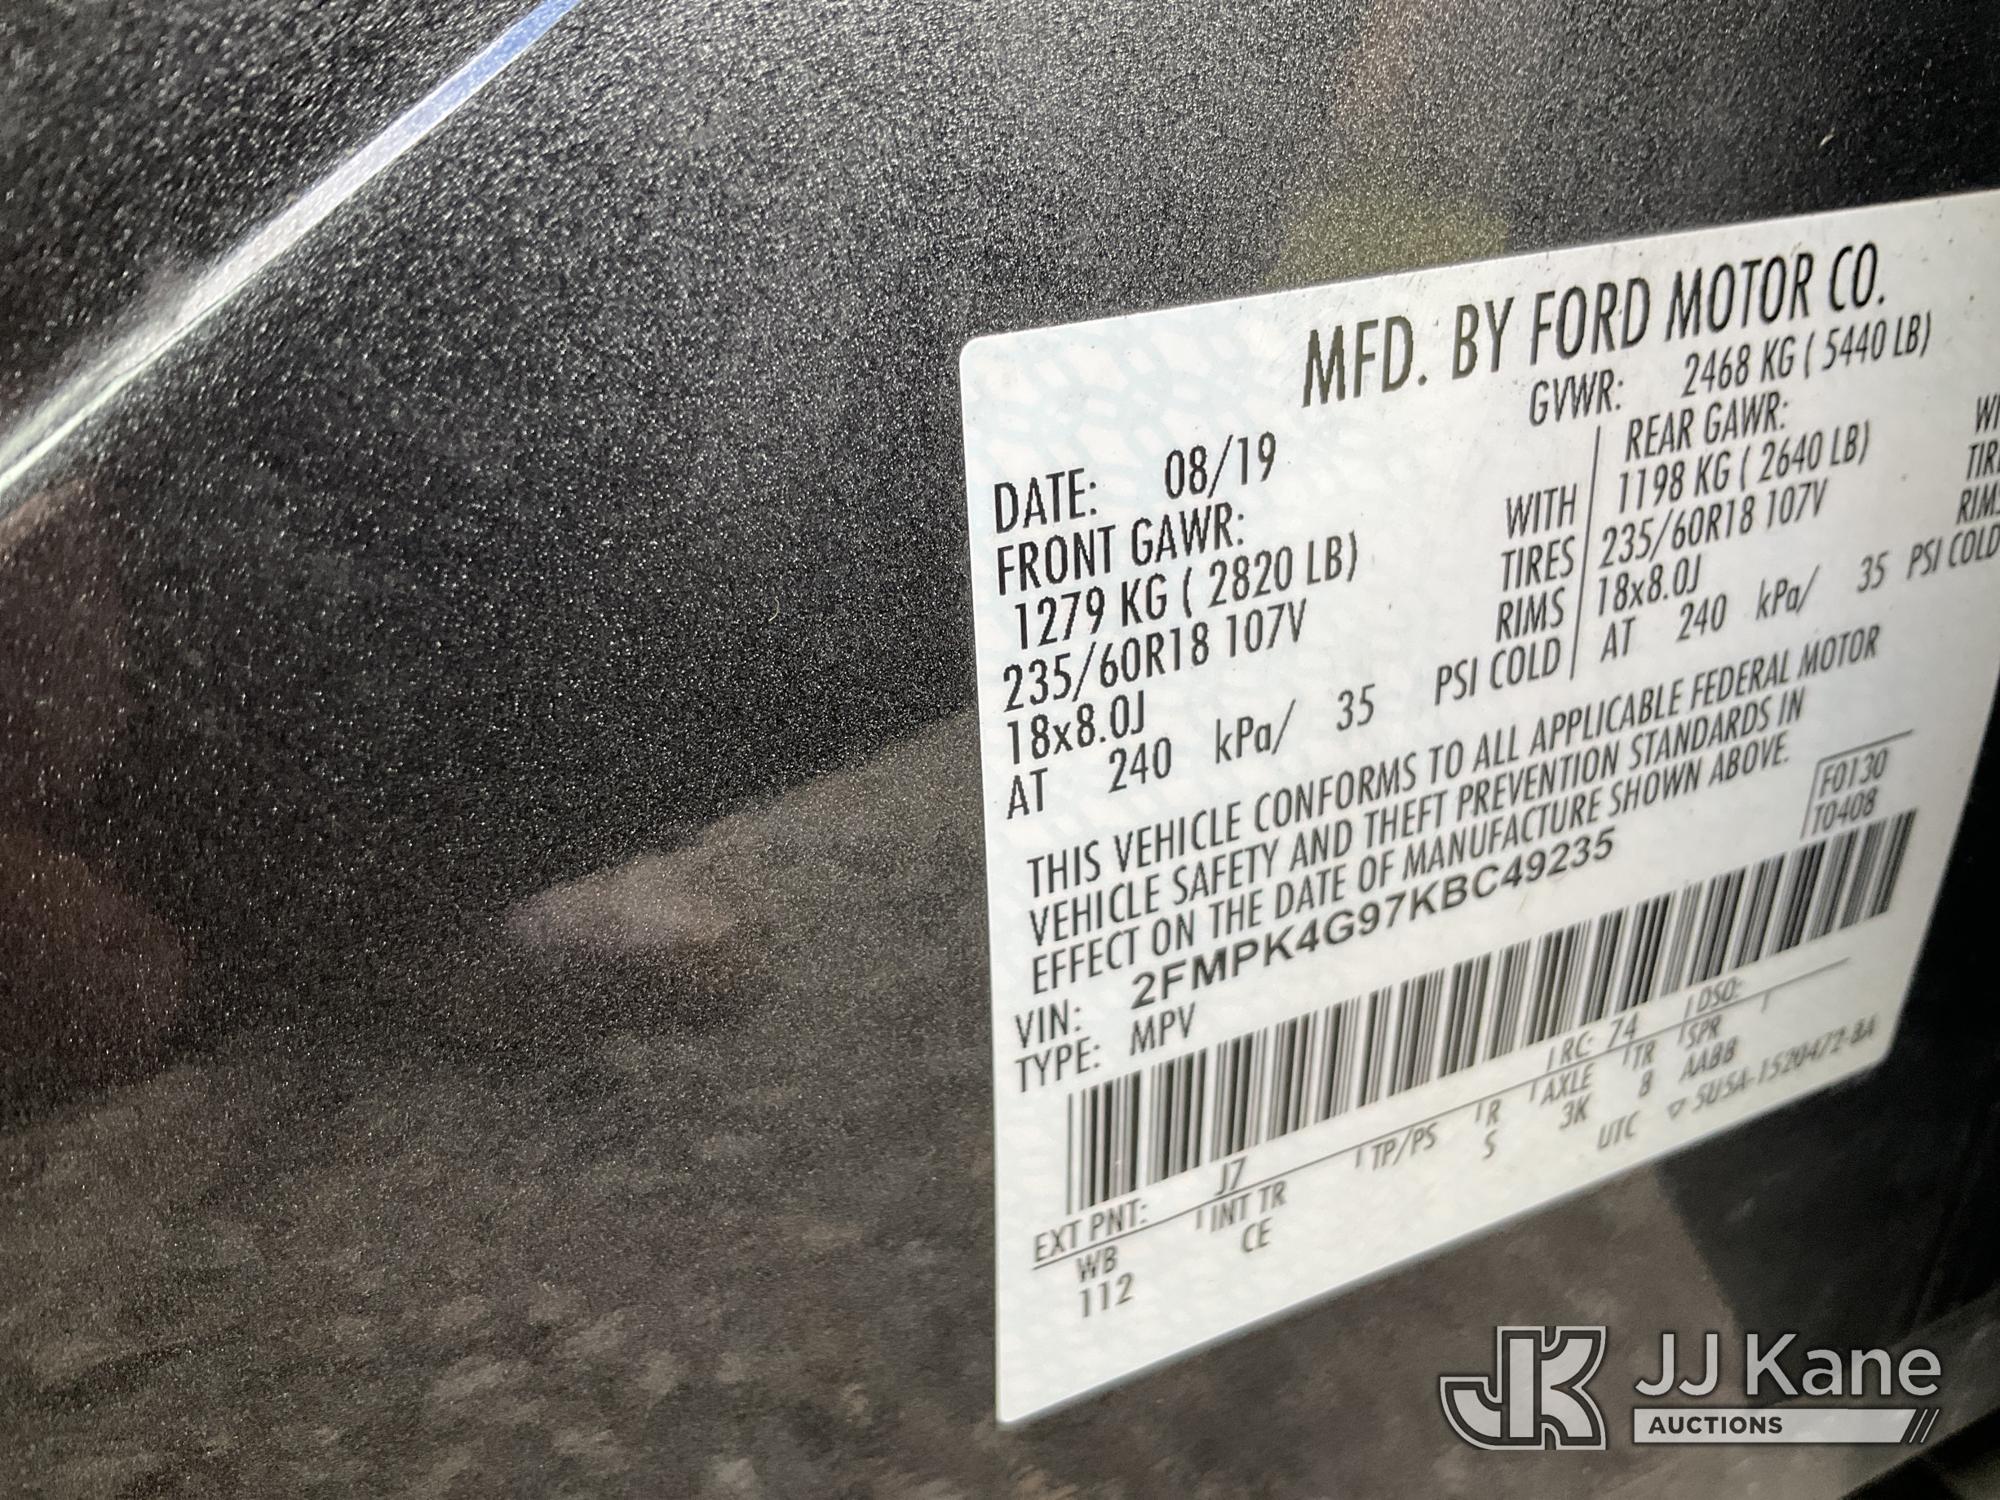 MFD. BY FORD MOTOR CO.
DATE: 08/19 GVWR: 2468 KG ( 5440 LB)
FRONT GAWR: REAR GAWR:
1279 KG ( 2820 LB) WITH 1198 KG ( 2640 LB)
235/60R18 107V TIRES 235/60R18 107V
18x8.0J RIMS 18x8.0J
AT 240 kPa/ 35 PSI COLD AT 240 kPa/ 35 PSI COLD
THIS VEHICLE CONFORMS TO ALL APPLICABLE FEDERAL MOTOR
VEHICLE SAFETY AND THEFT PREVENTION STANDARDS IN
EFFECT ON THE DATE OF MANUFACTURE SHOWN ABOVE.
VIN: 2FMPK4G97KBC49235 F0130
TYPE: MPV T0408
EXT PNT: J7 RC: 74 DSO:
WB INT TR TP/PS R AXLE TR SPR
112 CE S 3K 8 AABB
UTC ▽ 5U5A-1520472-BA
JK JJ Kane
AUCTIONS